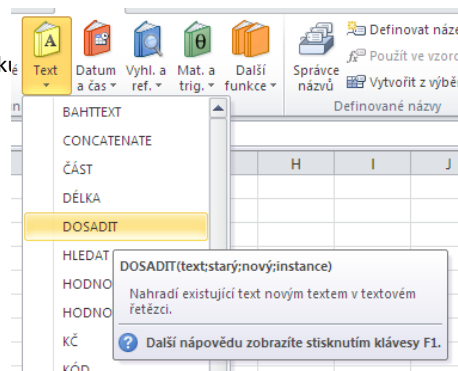 Definovat náze
Použít ve vzorc
Text Datum a čas Vyhl. a ref. Mat. a trig. Další funkce Správce názvů Vytvořit z výběr
Definované názvy
BAHTTEXT
CONCATENATE
H I J
ČÁST
DÉLKA
DOSADIT
HLEDAT
DOSADIT(text;starý;nový;instance)
HODNO
Nahradí existující text novým textem v textovém
řetězci.
HODNO
KČ
Další nápovědu zobrazíte stisknutím klávesy F1.
KÓD